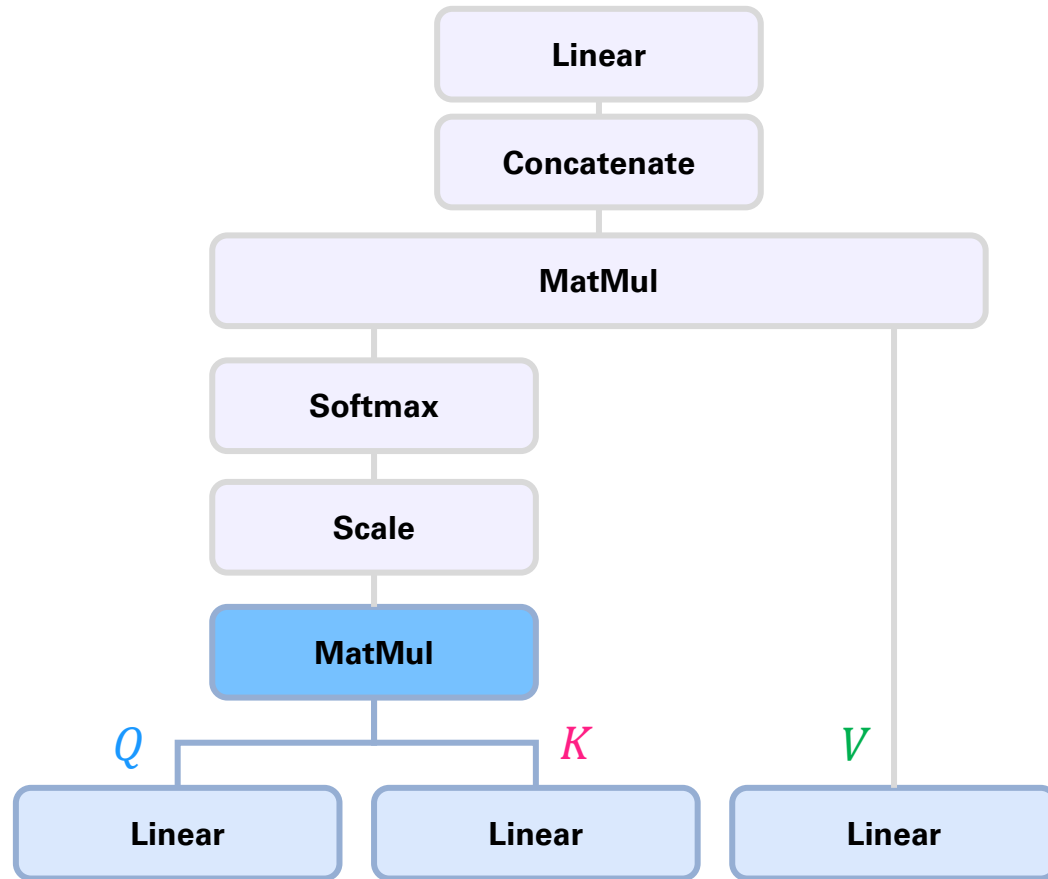 Linear
Concatenate
MatMul
Softmax
Scale
MatMul
Q K V
Linear Linear Linear